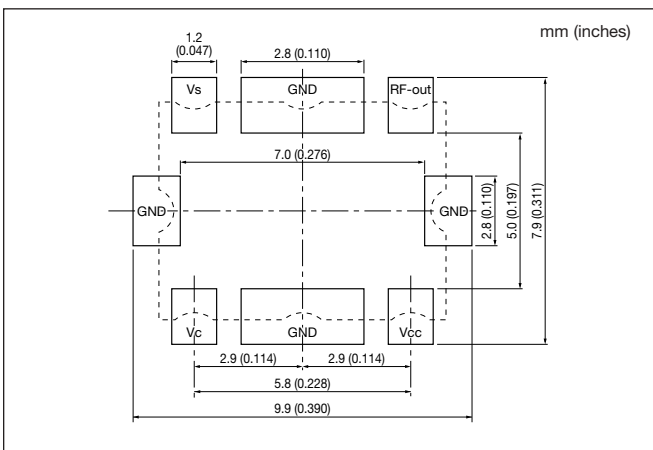 mm (inches)
1.2
(0.047)
2.8 (0.110)
Vs
GND
RF-out
7.0 (0.276)
GND
GND
2.8 (0.110)
5.0 (0.197)
7.9 (0.311)
Vc
GND
Vcc
2.9 (0.114)
2.9 (0.114)
5.8 (0.228)
9.9 (0.390)